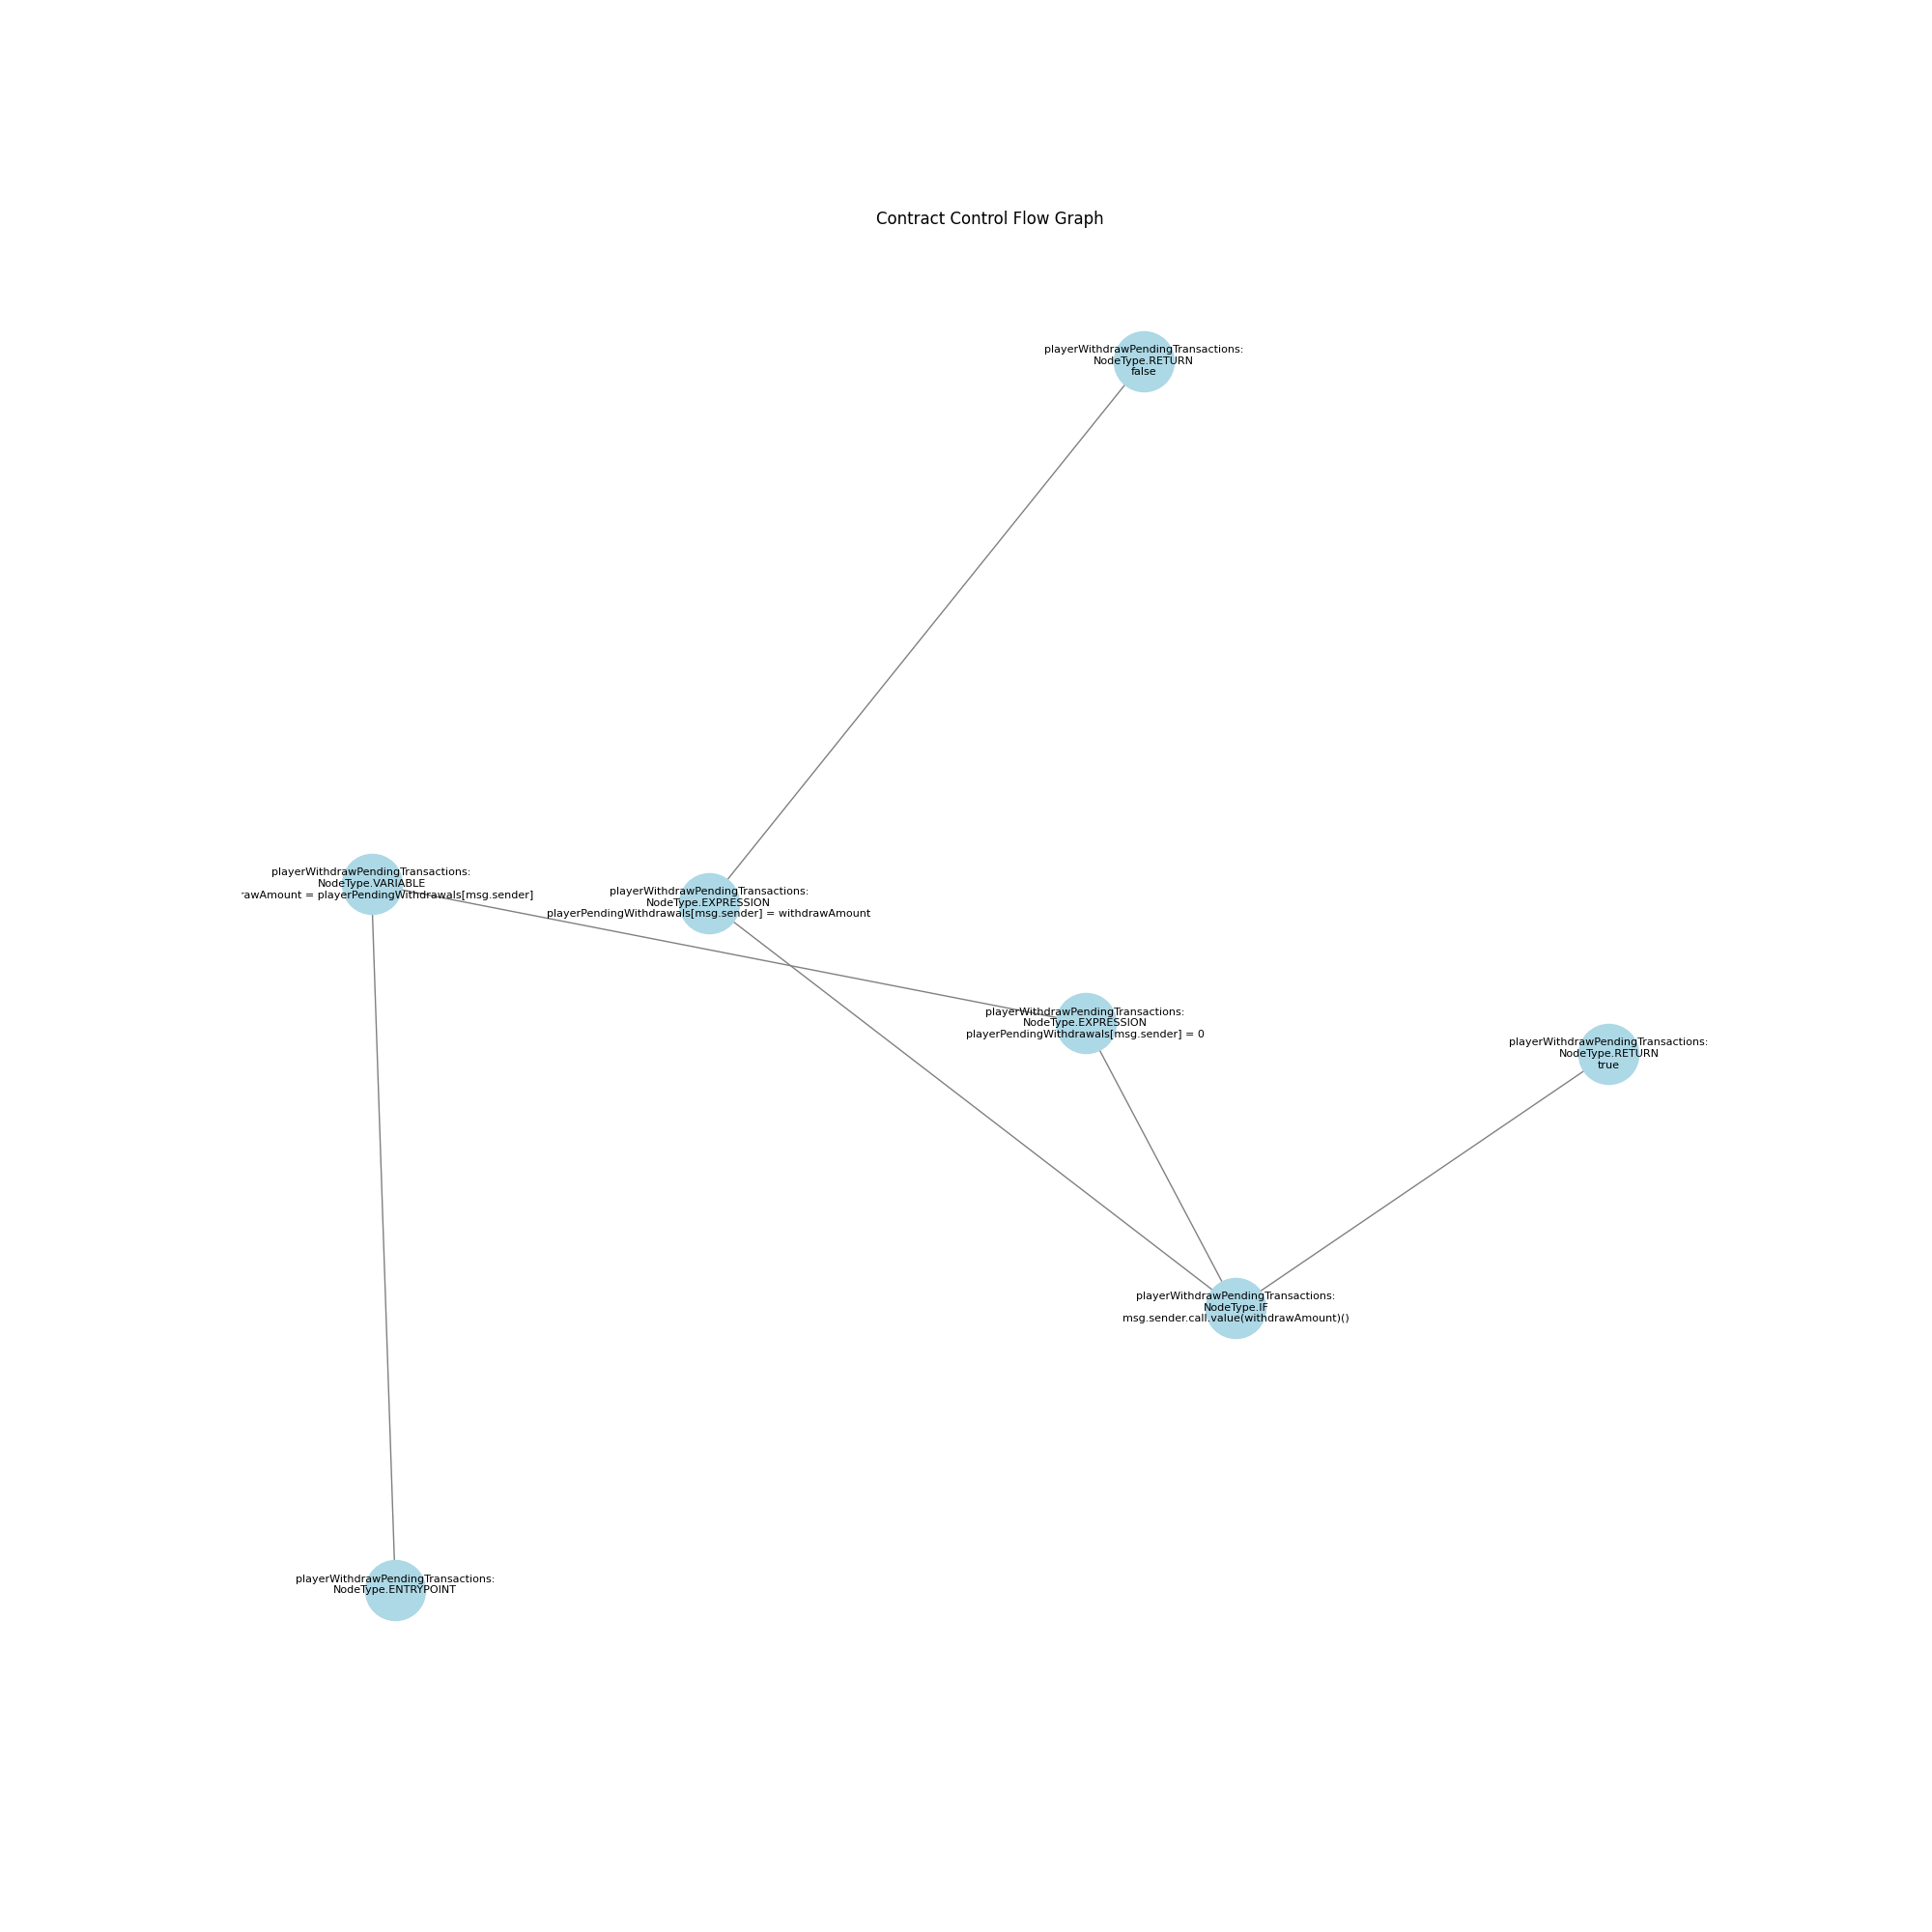 Contract Control Flow Graph
playerWithdrawPendingTransactions:
NodeType.RETURN
false
playerWithdrawPendingTransactions:
NodeType.VARIABLE
= playerPendingWithdrawals[msg.sender]
playerWithdrawPendingTransactions:
NodeType.EXPRESSION
playerPendingWithdrawals[msg.sender] = withdrawAmount
playerWithdrawPendingTransactions:
NodeType.EXPRESSION
playerPendingWithdrawals[msg.sender] = 0
playerWithdrawPendingTransactions:
NodeType.RETURN
true
playerWithdrawPendingTransactions:
NodeType.IF
msg.sender.call.value(withdrawAmount)()
playerWithdrawPendingTransactions:
NodeType.ENTRYPOINT